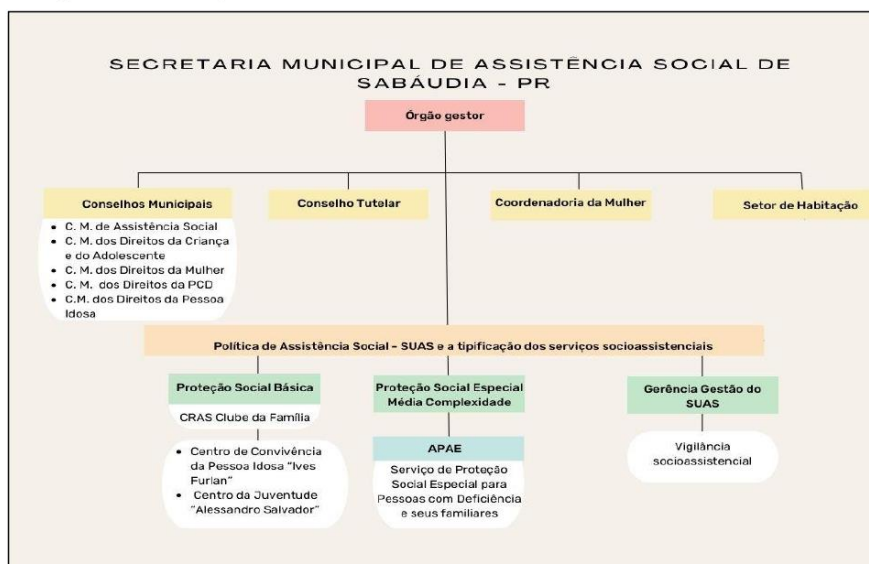 SECRETARIA MUNICIPAL DE ASSISTÊNCIA SOCIAL DE
SABÁUDIA - PR
Órgão gestor
Conselhos Municipais
• C. M. de Assistência Social
• C. M. dos Direitos da Criança
e do Adolescente
• C. M. dos Direitos da Mulher
• C. M. dos Direitos da PCD
• C.M. dos Direitos da Pessoa
Idosa
Conselho Tutelar
Coordenadoria da Mulher
Setor de Habitação
Política de Assistência Social - SUAS e a tipificação dos serviços socioassistenciais
Proteção Social Básica
CRAS Clube da Família
• Centro de Convivência
da Pessoa Idosa "Ives
Furlan"
• Centro da Juventude
"Alessandro Salvador"
Proteção Social Especial
Média Complexidade
APAE
Serviço de Proteção
Social Especial para
Pessoas com Deficiência
e seus familiares
Gerência Gestão do
SUAS
Vigilância
socioassistencial